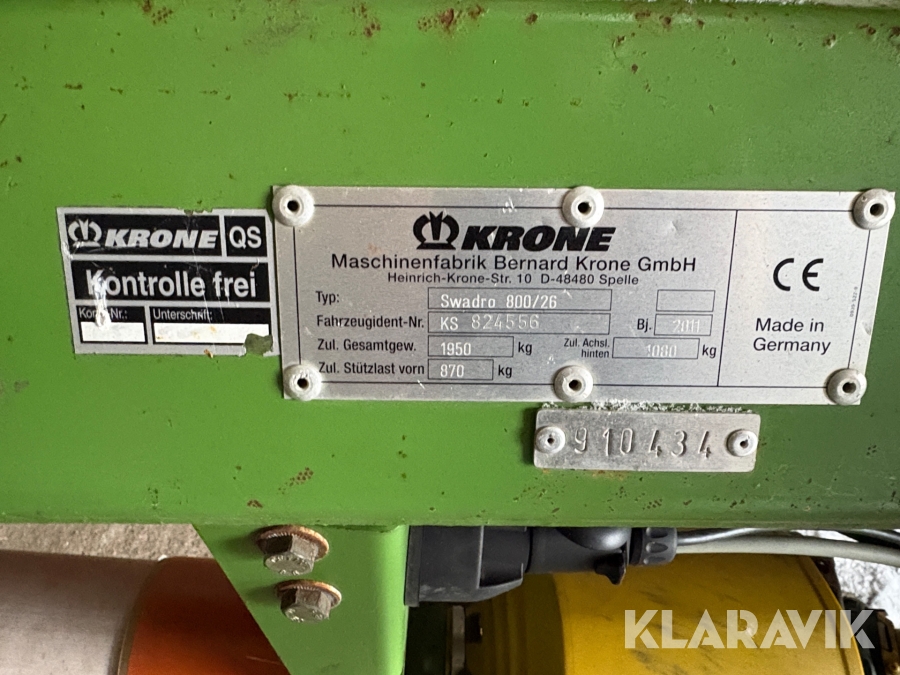 KRONE QS
Kontrolle frei
Kontr.-Nr.: Unterschrift:
KRONE
Maschinenfabrik Bernard Krone GmbH
Heinrich-Krone-Str. 10 D-48480 Spelle
Typ: Swadro 800/26
Fahrzeugident-Nr. KS 824556 Bj. 2011
Zul. Gesamtgew. 1950 kg Zul. Achsl. hinten 1080 kg
Zul. Stützlast vorn 870 kg
CE
Made in
Germany
910434
KLARAVIK